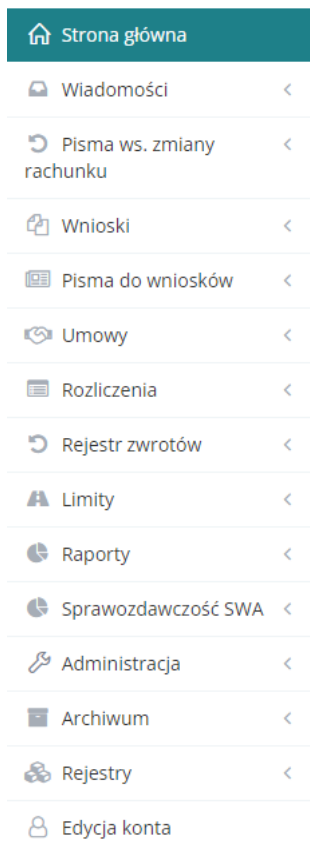 Strona główna
Wiadomości
Pisma ws. zmiany
rachunku
Wnioski
Pisma do wniosków
Umowy
Rozliczenia
Rejestr zwrotów
Limity
Raporty
Sprawozdawczość SWA
Administracja
Archiwum
Rejestry
Edycja konta